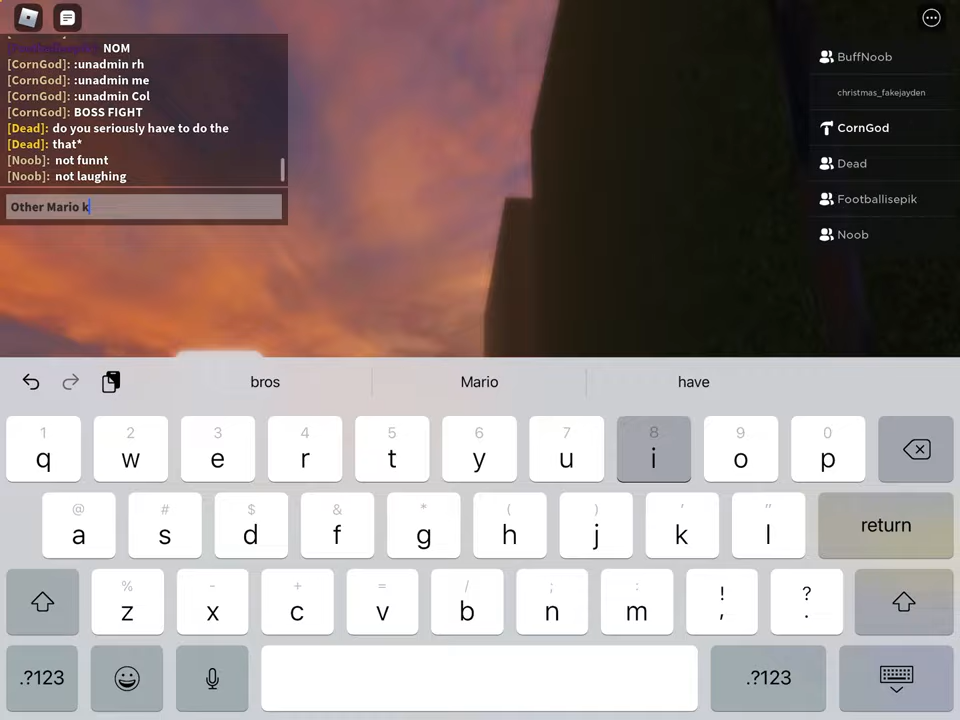 NOM
[CornGod]: :unadmin rh
[CornGod]: :unadmin me
[CornGod]: :unadmin Col
[CornGod]: BOSS FIGHT
[Dead]: do you seriously have to do the
[Dead]: that*
[Noob]: not funnt
[Noob]: not laughing
Other Mario k
BuffNoob
christmas_fakejayden
CornGod
Dead
Footballisepik
Noob
bros Mario have
1 2 3 4 5 6 7 8 9 0
q w e r t y u i o p
@ # $ & * ( ) ' "
a s d f g h j k l return
% - + = / ; : ! ?
z x c v b n m , .
.?123 .?123